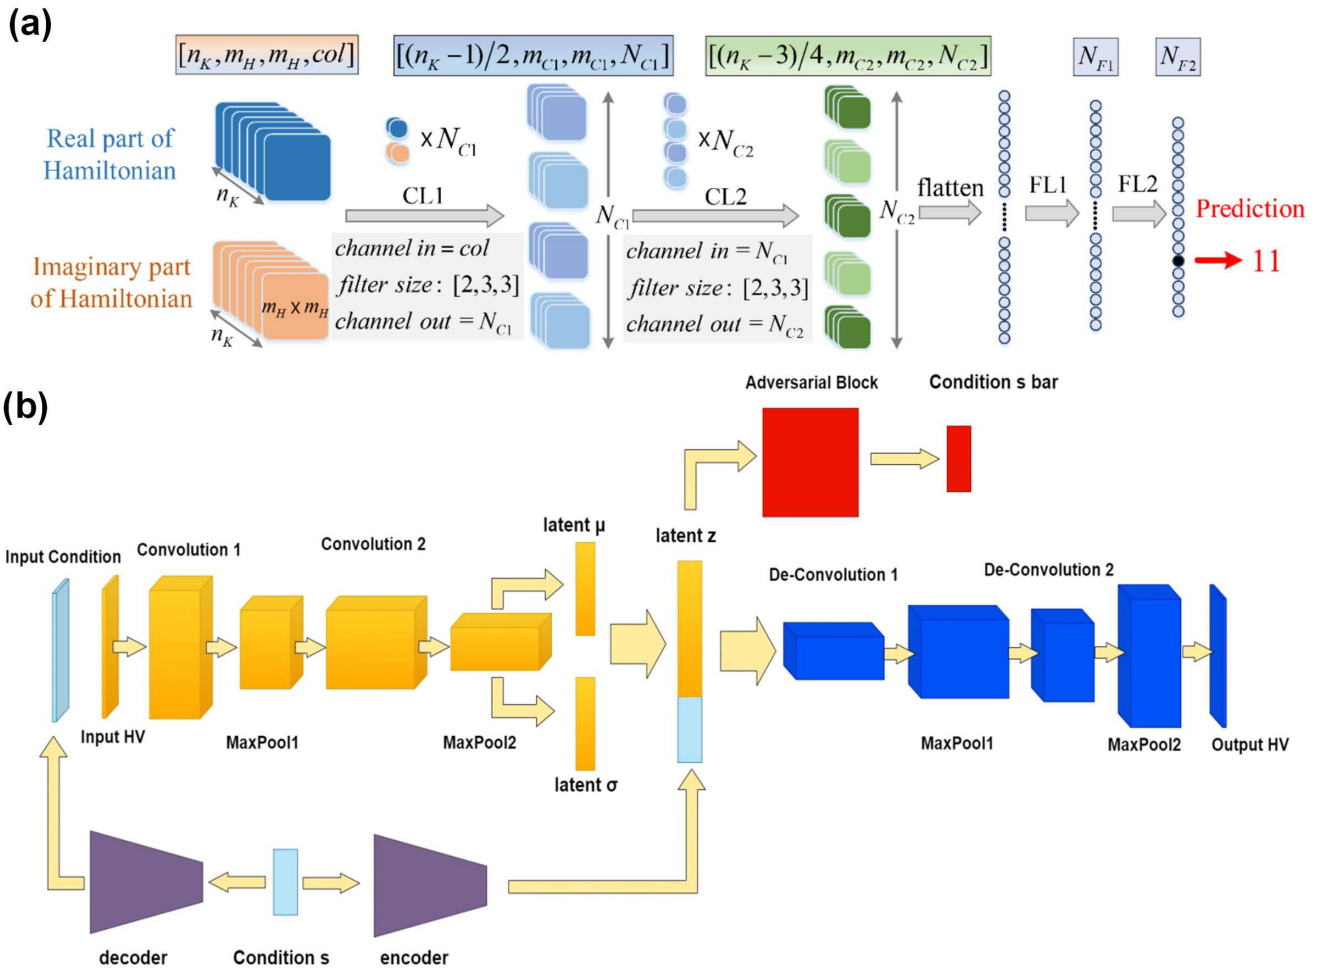 (a)
[n_K, m_H, m_H, col]
[(n_K − 1)/2, m_C1, m_C1, N_C1]
[(n_K − 3)/4, m_C2, m_C2, N_C2]
N_F1
N_F2
Real part of
Hamiltonian
n_K
× N_C1
CL1
channel in = col
filter size : [2,3,3]
channel out = N_C1
N_C1
× N_C2
CL2
channel in = N_C1
filter size : [2,3,3]
channel out = N_C2
N_C2
flatten
FL1
FL2
Prediction
11
Imaginary part
of Hamiltonian
m_H x m_H
n_K
(b)
Adversarial Block
Condition s bar
latent μ
latent z
Input Condition
Convolution 1
Convolution 2
De-Convolution 1
De-Convolution 2
Input HV
MaxPool1
MaxPool2
latent σ
MaxPool1
MaxPool2
Output HV
decoder
Condition s
encoder